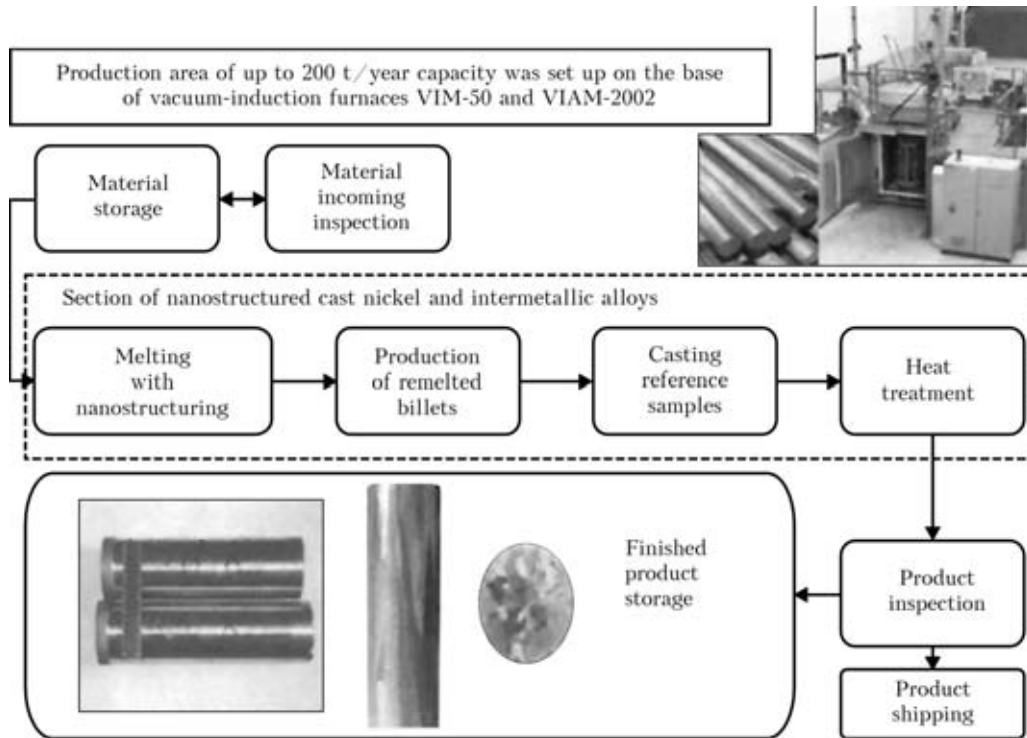 Production area of up to 200 t/year capacity was set up on the base
of vacuum-induction furnaces VIM-50 and VIAM-2002
Material
storage
Material
incoming
inspection
Section of nanostructured cast nickel and intermetallic alloys
Melting
with
nanostructuring
Production
of remelted
billets
Casting
reference
samples
Heat
treatment
Finished
product
storage
Product
inspection
Product
shipping